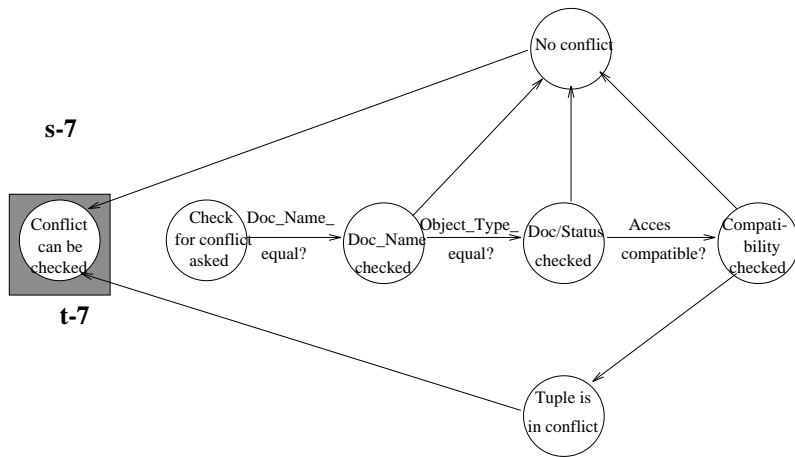 No conflict
s-7
Conflict
can be
checked
t-7
Check
for conflict
asked
Doc_Name_
equal?
Doc_Name
checked
Object_Type_
equal?
Doc/Status
checked
Acces
compatible?
Compati-
bility
checked
Tuple is
in conflict